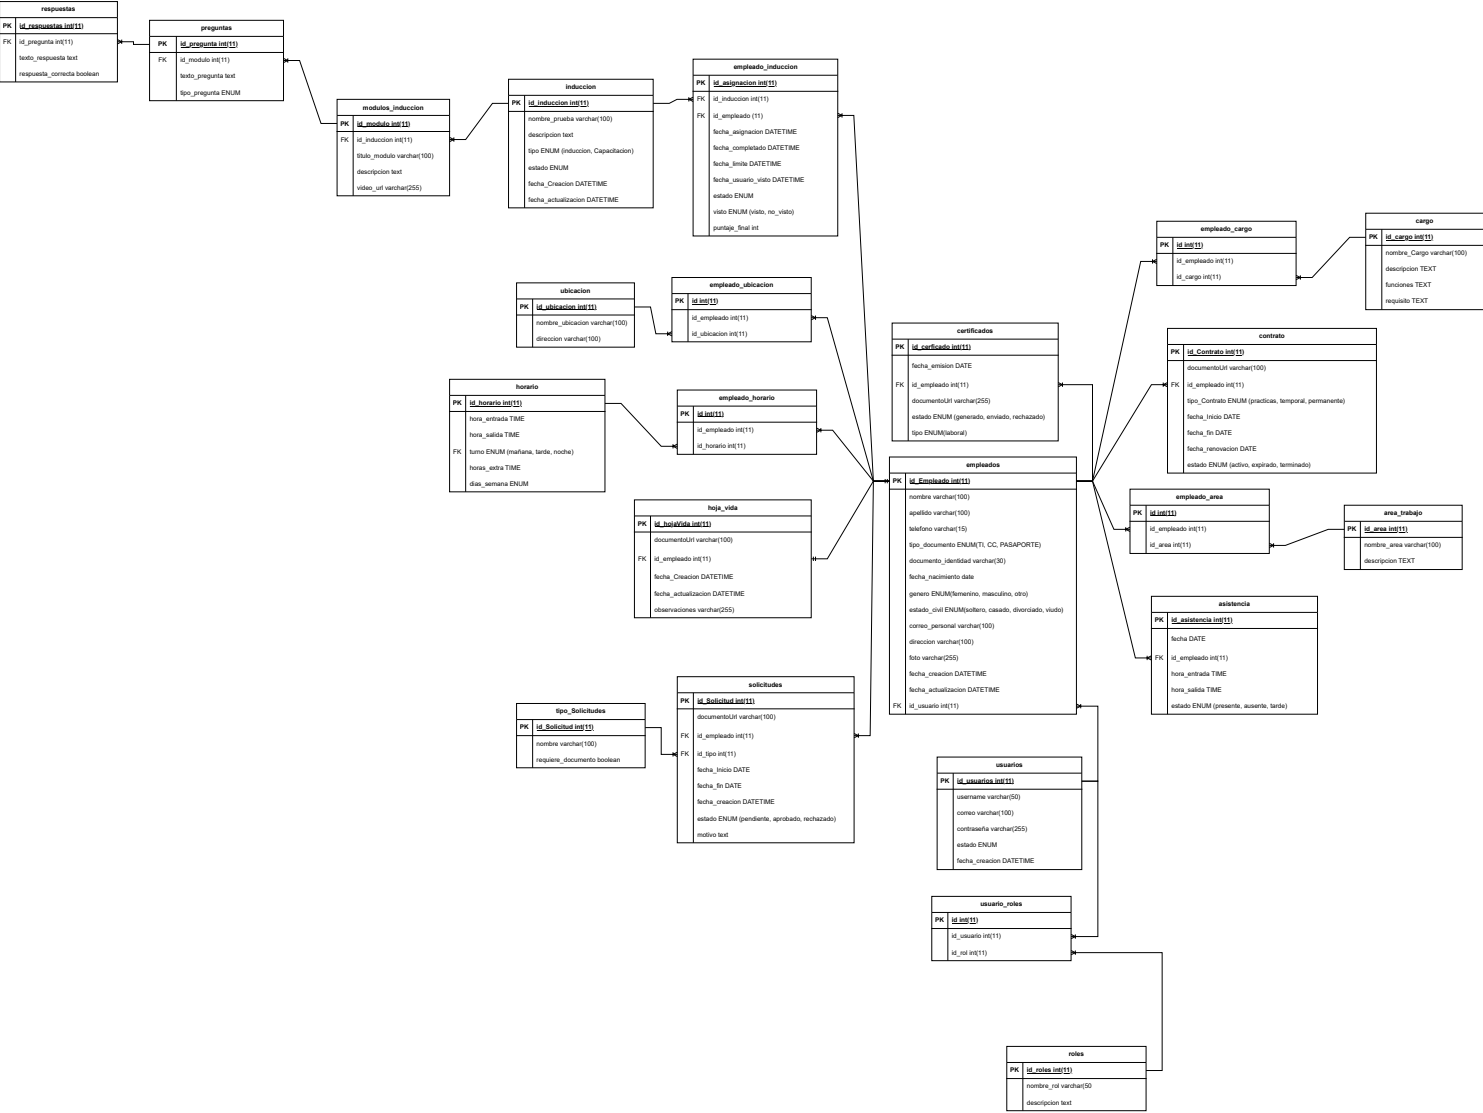 respuestas
PK id_respuestas int(11)
FK id_pregunta int(11)
texto_respuesta text
respuesta_correcta boolean
preguntas
PK id_pregunta int(11)
FK id_modulo int(11)
texto_pregunta text
tipo_pregunta ENUM
modulos_induccion
PK id_modulo int(11)
FK id_induccion int(11)
titulo_modulo varchar(100)
descripcion text
video_url varchar(255)
induccion
PK id_induccion int(11)
nombre_prueba varchar(100)
descripcion text
tipo ENUM (induccion, Capacitacion)
estado ENUM
fecha_Creacion DATETIME
fecha_actualizacion DATETIME
empleado_induccion
PK id_asignacion int(11)
FK id_induccion int(11)
FK id_empleado (11)
fecha_asignacion DATETIME
fecha_completado DATETIME
fecha_limite DATETIME
fecha_usuario_visto DATETIME
estado ENUM
visto ENUM (visto, no_visto)
puntaje_final int
empleado_cargo
PK id int(11)
id_empleado int(11)
id_cargo int(11)
cargo
PK id_cargo int(11)
nombre_Cargo varchar(100)
descripcion TEXT
funciones TEXT
requisito TEXT
ubicacion
PK id_ubicacion int(11)
nombre_ubicacion varchar(100)
direccion varchar(100)
empleado_ubicacion
PK id int(11)
id_empleado int(11)
id_ubicacion int(11)
certificados
PK id_cerficado int(11)
fecha_emision DATE
FK id_empleado int(11)
documentoUrl varchar(255)
estado ENUM (generado, enviado, rechazado)
tipo ENUM(laboral)
contrato
PK id_Contrato int(11)
documentoUrl varchar(100)
FK id_empleado int(11)
tipo_Contrato ENUM (practicas, temporal, permanente)
fecha_Inicio DATE
fecha_fin DATE
fecha_renovacion DATE
estado ENUM (activo, expirado, terminado)
horario
PK id_horario int(11)
hora_entrada TIME
hora_salida TIME
FK turno ENUM (mañana, tarde, noche)
horas_extra TIME
dias_semana ENUM
empleado_horario
PK id int(11)
id_empleado int(11)
id_horario int(11)
empleados
PK id_Empleado int(11)
nombre varchar(100)
apellido varchar(100)
telefono varchar(15)
tipo_documento ENUM(TI, CC, PASAPORTE)
documento_identidad varchar(30)
fecha_nacimiento date
genero ENUM(femenino, masculino, otro)
estado_civil ENUM(soltero, casado, divorciado, viudo)
correo_personal varchar(100)
direccion varchar(100)
foto varchar(255)
fecha_creacion DATETIME
fecha_actualizacion DATETIME
FK id_usuario int(11)
empleado_area
PK id int(11)
id_empleado int(11)
id_area int(11)
area_trabajo
PK id_area int(11)
nombre_area varchar(100)
descripcion TEXT
hoja_vida
PK id_hojaVida int(11)
documentoUrl varchar(100)
FK id_empleado int(11)
fecha_Creacion DATETIME
fecha_actualizacion DATETIME
observaciones varchar(255)
asistencia
PK id_asistencia int(11)
fecha DATE
FK id_empleado int(11)
hora_entrada TIME
hora_salida TIME
estado ENUM (presente, ausente, tarde)
tipo_Solicitudes
PK id_Solicitud int(11)
nombre varchar(100)
requiere_documento boolean
solicitudes
PK id_Solicitud int(11)
documentoUrl varchar(100)
FK id_empleado int(11)
FK id_tipo int(11)
fecha_Inicio DATE
fecha_fin DATE
fecha_creacion DATETIME
estado ENUM (pendiente, aprobado, rechazado)
motivo text
usuarios
PK id_usuarios int(11)
username varchar(50)
correo varchar(100)
contraseña varchar(255)
estado ENUM
fecha_creacion DATETIME
usuario_roles
PK id int(11)
id_usuario int(11)
id_rol int(11)
roles
PK id_roles int(11)
nombre_rol varchar(50
descripcion text